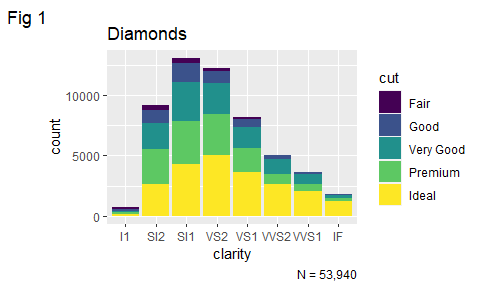 Fig 1
Diamonds
count
10000
5000
0
I1 SI2 SI1 VS2 VS1 VVS2 VVS1 IF
clarity
cut
Fair
Good
Very Good
Premium
Ideal
N = 53,940